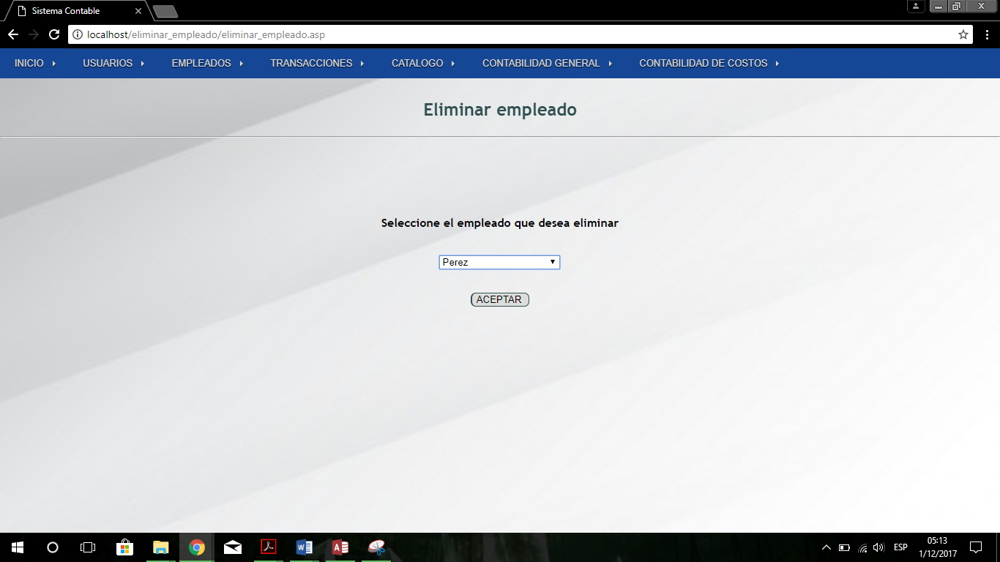 Sistema Contable
localhost/eliminar_empleado/eliminar_empleado.asp
INICIO USUARIOS EMPLEADOS TRANSACCIONES CATALOGO CONTABILIDAD GENERAL CONTABILIDAD DE COSTOS
Eliminar empleado
Seleccione el empleado que desea eliminar
Perez
ACEPTAR
ESP
05:13
1/12/2017